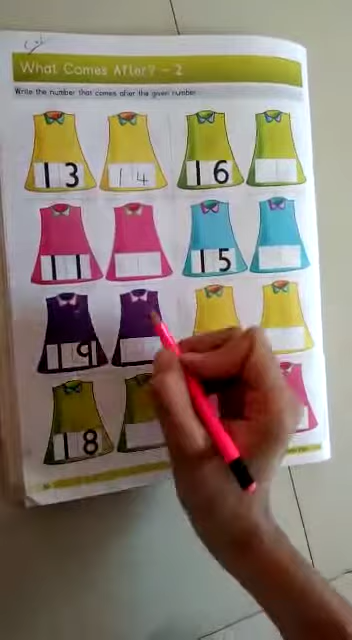 What Comes After? - 2
Write the number that comes after the given number.
13 14 16
11 15
19
18